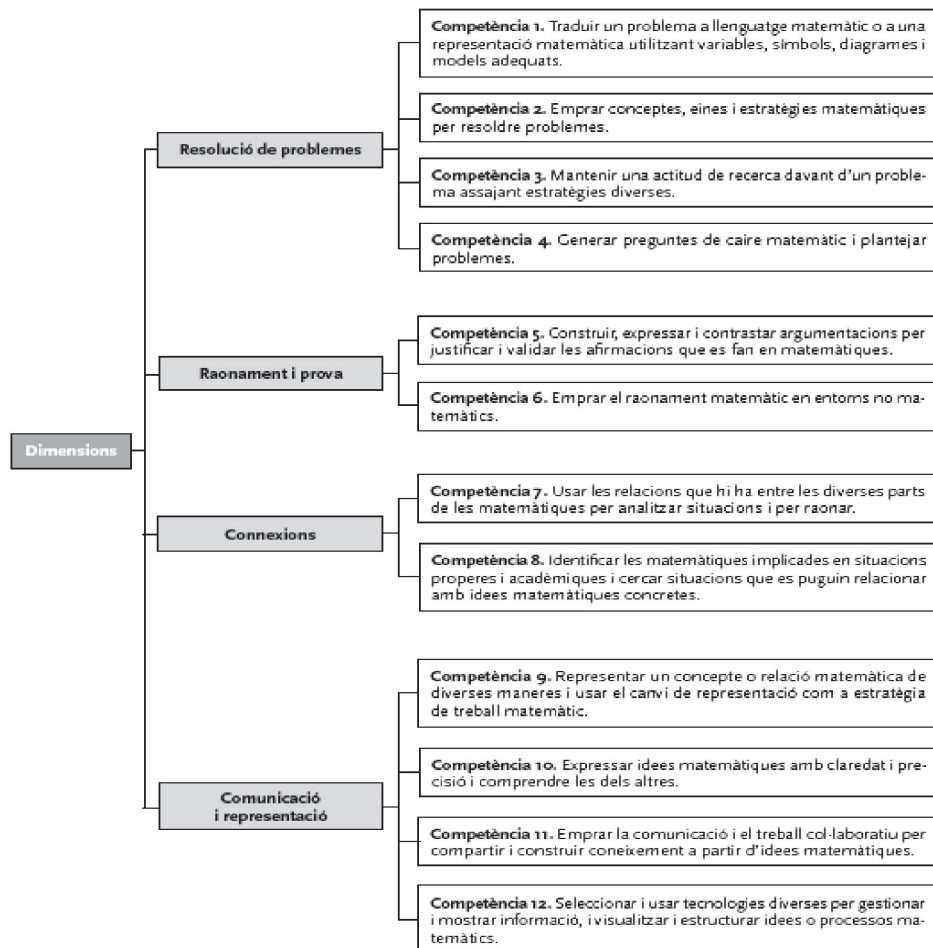 Dimensions
Resolució de problemes
Competència 1. Traduir un problema a llenguatge matemàtic o a una
representació matemàtica utilitzant variables, símbols, diagrames i
models adequats.
Competència 2. Emprar conceptes, eines i estratègies matemàtiques
per resoldre problemes.
Competència 3. Mantenir una actitud de recerca davant d'un proble-
ma assajant estratègies diverses.
Competència 4. Generar preguntes de caire matemàtic i plantejar
problemes.
Raonament i prova
Competència 5. Construir, expressar i contrastar argumentacions per
justificar i validar les afirmacions que es fan en matemàtiques.
Competència 6. Emprar el raonament matemàtic en entorns no ma-
temàtics.
Connexions
Competència 7. Usar les relacions que hi ha entre les diverses parts
de les matemàtiques per analitzar situacions i per raonar.
Competència 8. Identificar les matemàtiques implicades en situacions
properes i acadèmiques i cercar situacions que es puguin relacionar
amb idees matemàtiques concretes.
Comunicació
i representació
Competència 9. Representar un concepte o relació matemàtica de
diverses maneres i usar el canvi de representació com a estratègia
de treball matemàtic.
Competència 10. Expressar idees matemàtiques amb claredat i pre-
cisió i comprendre les dels altres.
Competència 11. Emprar la comunicació i el treball col·laboratiu per
compartir i construir coneixement a partir d'idees matemàtiques.
Competència 12. Seleccionar i usar tecnologies diverses per gestionar
i mostrar informació, i visualitzar i estructurar idees o processos ma-
temàtics.